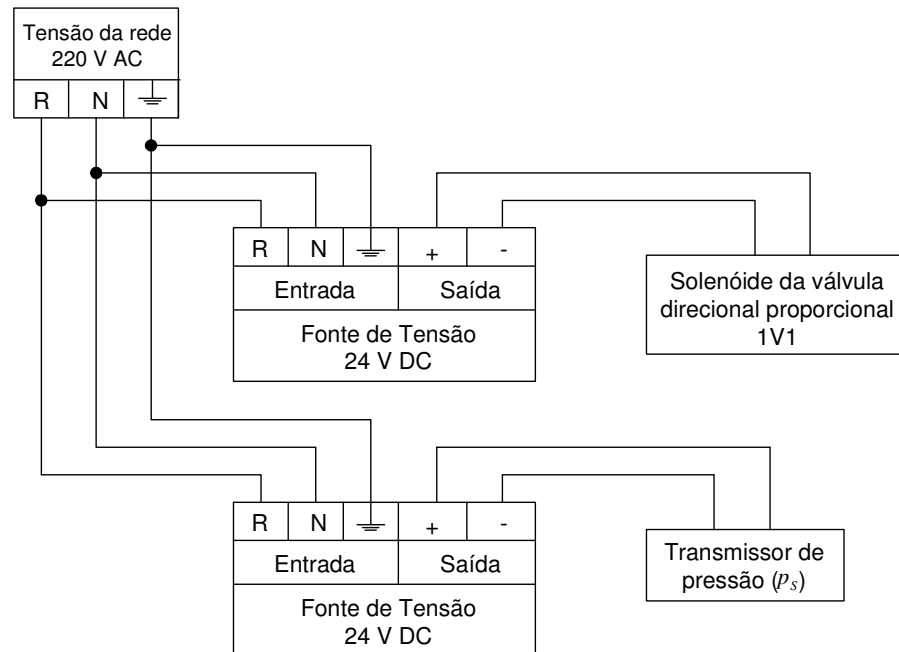 Tensão da rede
220 V AC
R N
R N + -
Entrada Saída
Fonte de Tensão
24 V DC
Solenóide da válvula
direcional proporcional
1V1
R N + -
Entrada Saída
Fonte de Tensão
24 V DC
Transmissor de
pressão (pₛ)